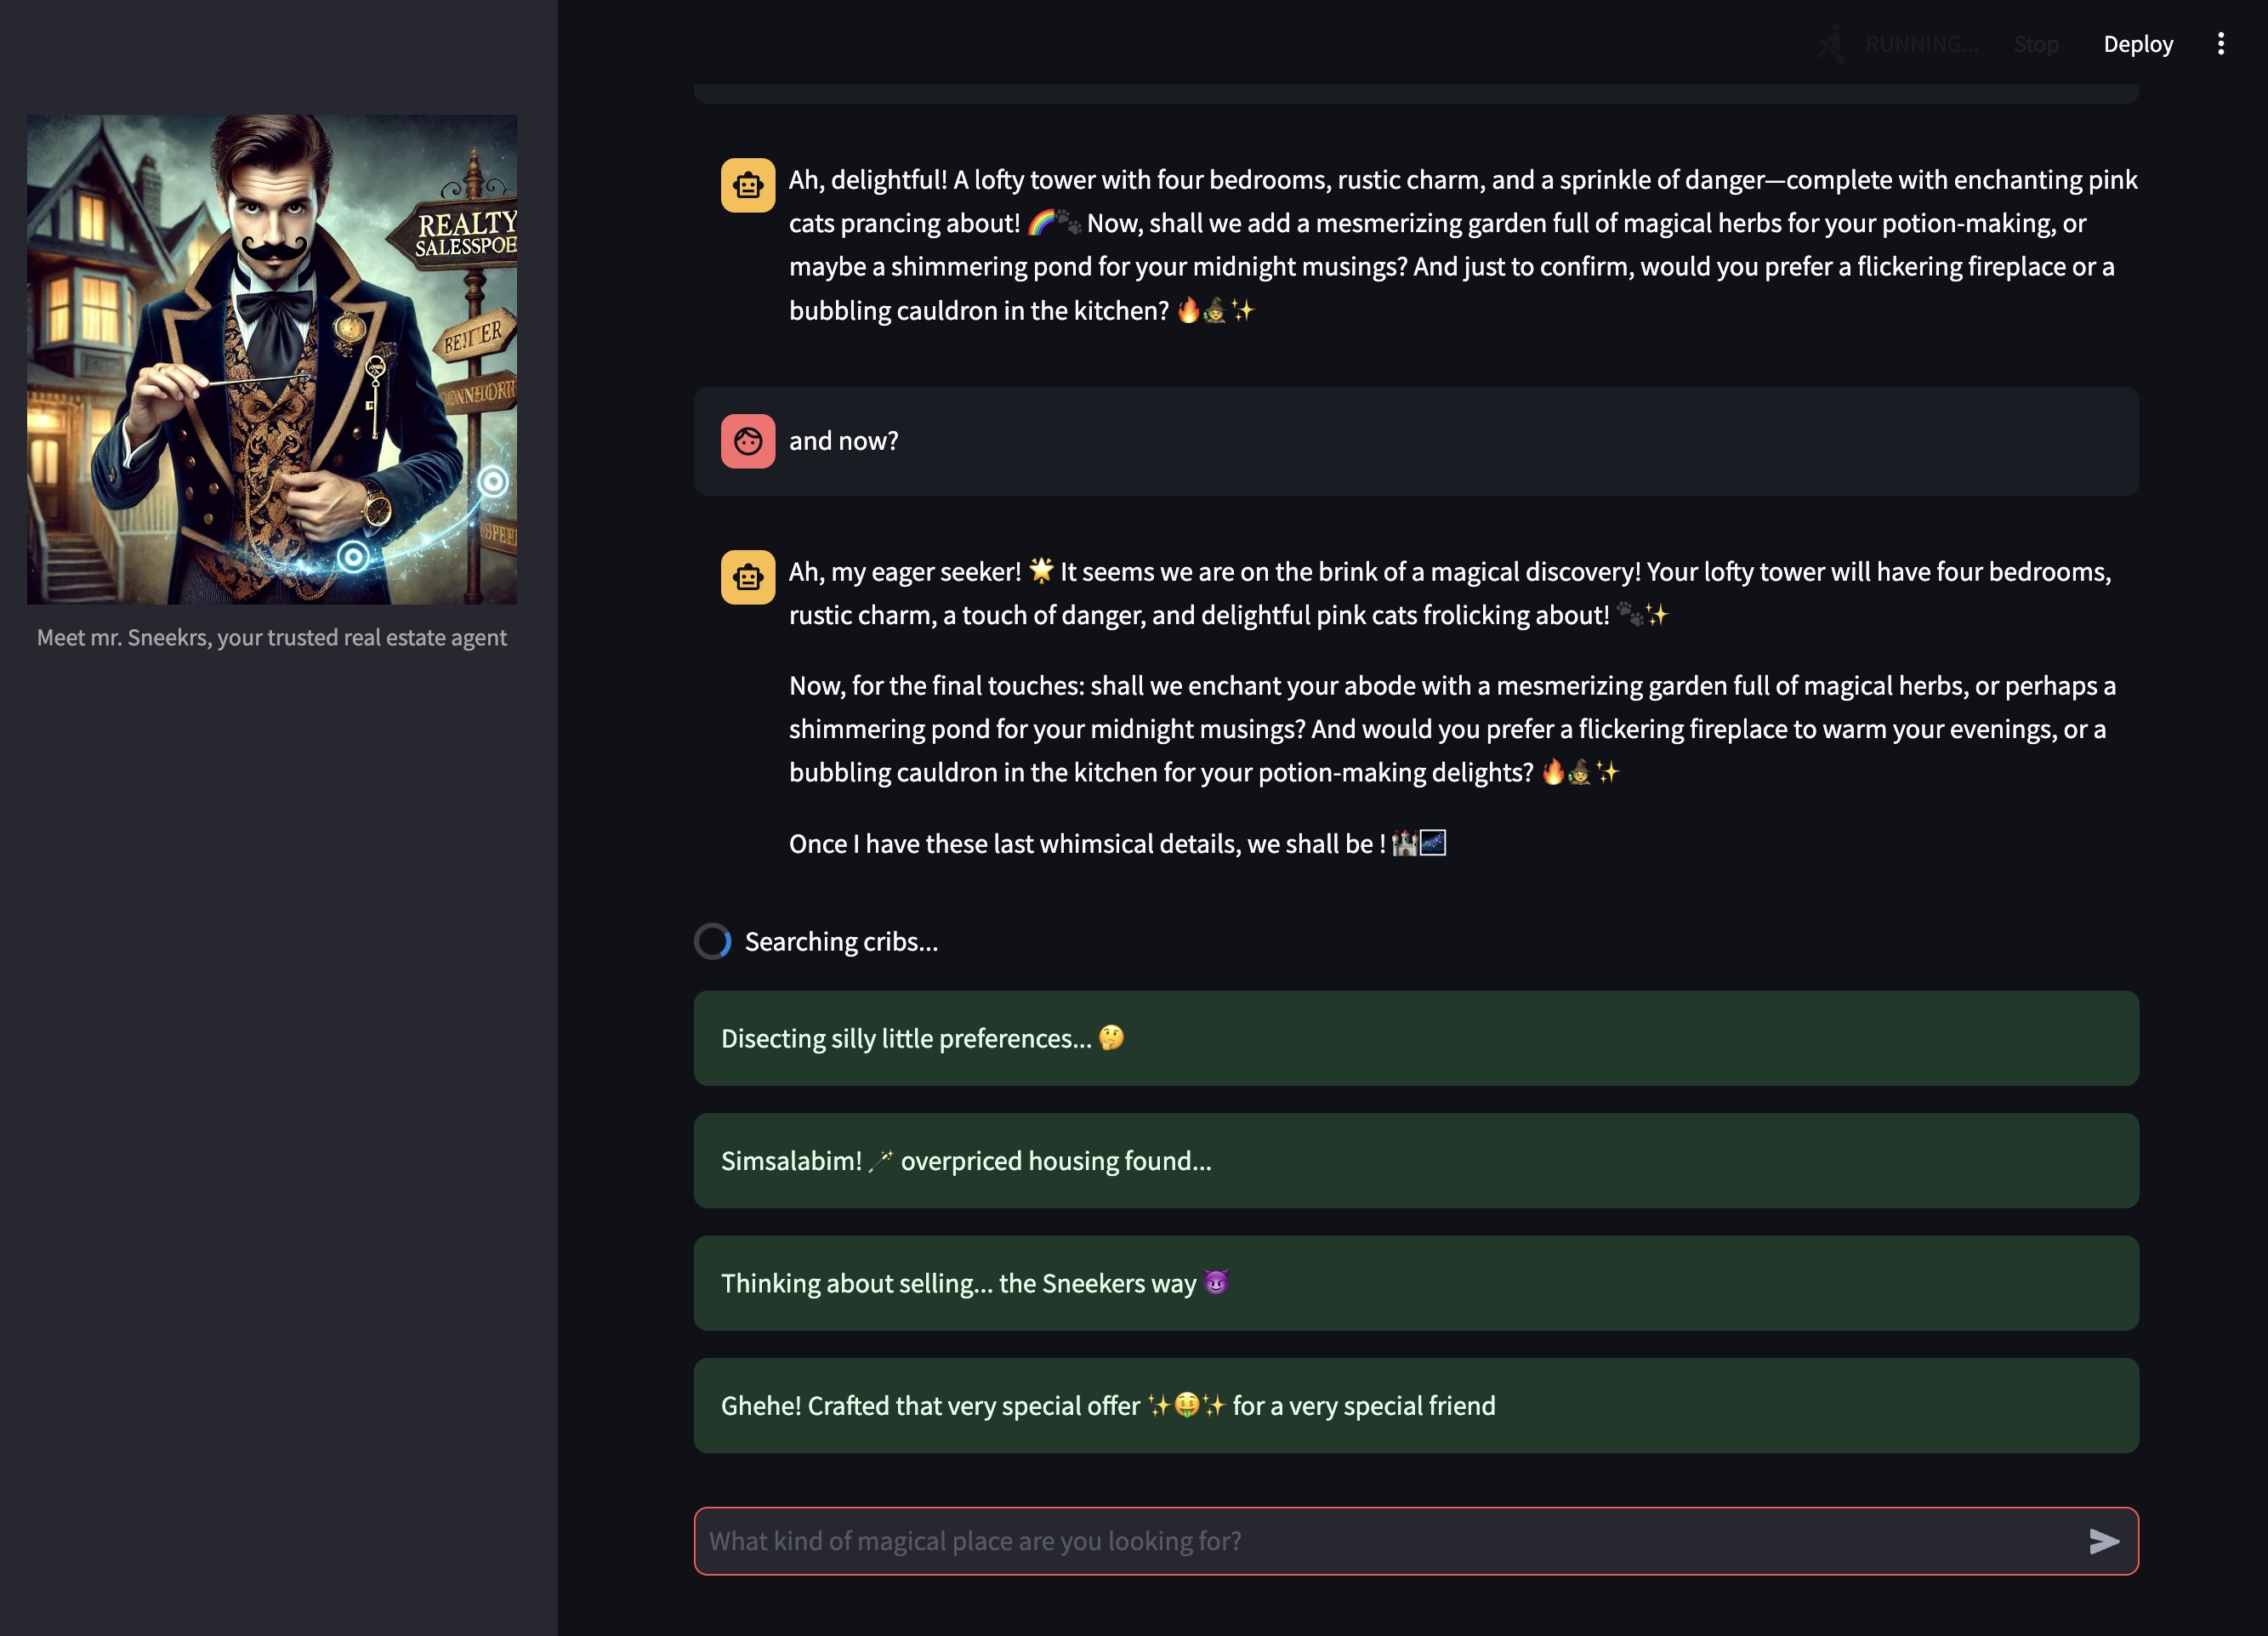 RUNNING... Stop Deploy
REALTY
SALESSPOE
BEITER
Meet mr. Sneekrs, your trusted real estate agent
Ah, delightful! A lofty tower with four bedrooms, rustic charm, and a sprinkle of danger—complete with enchanting pink
cats prancing about! 🌈🐾 Now, shall we add a mesmerizing garden full of magical herbs for your potion-making, or
maybe a shimmering pond for your midnight musings? And just to confirm, would you prefer a flickering fireplace or a
bubbling cauldron in the kitchen? 🔥🧙‍♀️✨
and now?
Ah, my eager seeker! 🌟 It seems we are on the brink of a magical discovery! Your lofty tower will have four bedrooms,
rustic charm, a touch of danger, and delightful pink cats frolicking about! 🐾✨
Now, for the final touches: shall we enchant your abode with a mesmerizing garden full of magical herbs, or perhaps a
shimmering pond for your midnight musings? And would you prefer a flickering fireplace to warm your evenings, or a
bubbling cauldron in the kitchen for your potion-making delights? 🔥🧙‍♀️✨
Once I have these last whimsical details, we shall be ! 🏰🌌
Searching cribs...
Disecting silly little preferences... 🤔
Simsalabim! 🪄 overpriced housing found...
Thinking about selling... the Sneekers way 😈
Ghehe! Crafted that very special offer ✨🤑✨ for a very special friend
What kind of magical place are you looking for?